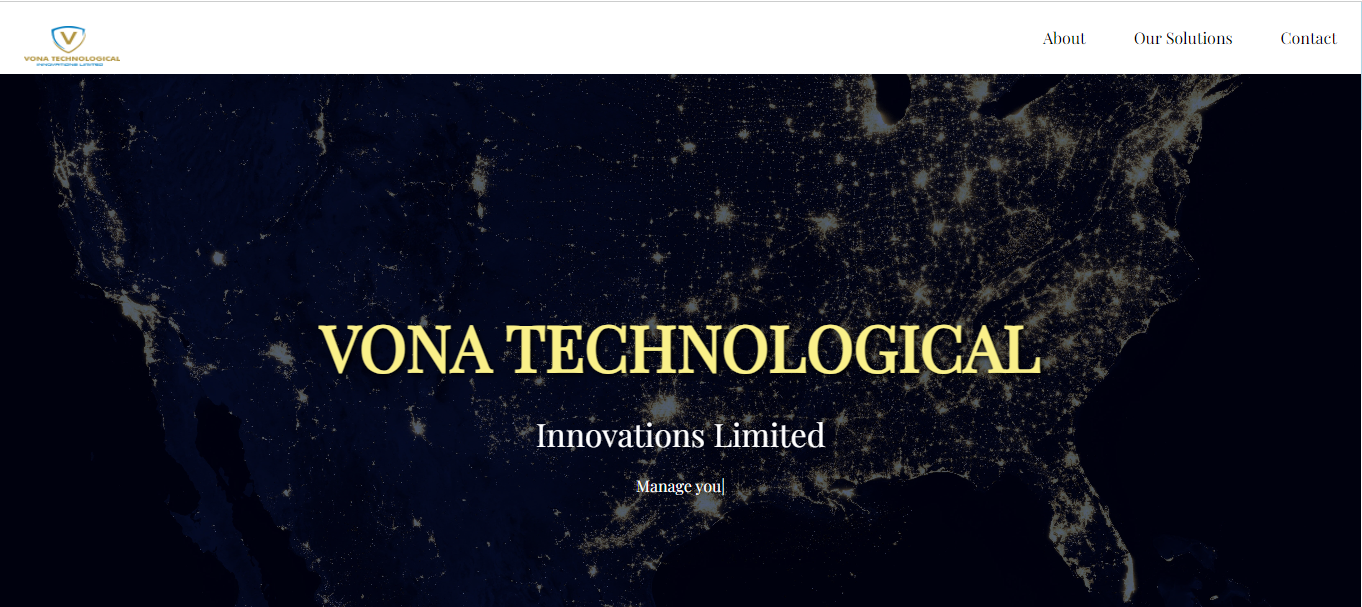 VONA TECHNOLOGICAL
INNOVATIONS LIMITED
About
Our Solutions
Contact
VONA TECHNOLOGICAL
Innovations Limited
Manage you